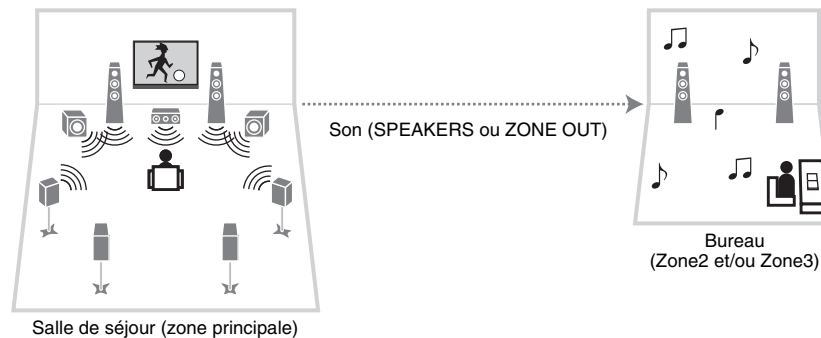 Son (SPEAKERS ou ZONE OUT)
Bureau
(Zone2 et/ou Zone3)
Salle de séjour (zone principale)